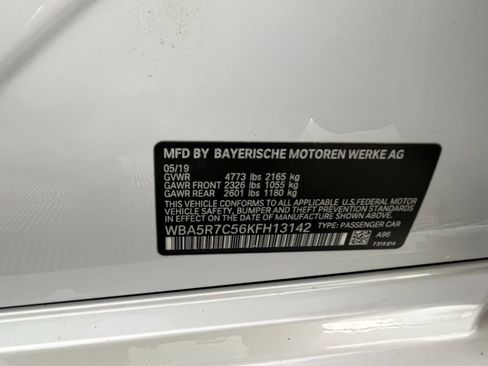 MFD BY BAYERISCHE MOTOREN WERKE AG
05/19
GVWR 4773 lbs 2165 kg
GAWR FRONT 2326 lbs 1055 kg
GAWR REAR 2601 lbs 1180 kg
THIS VEHICLE CONFORMS TO ALL APPLICABLE U.S.FEDERAL MOTOR
VEHICLE SAFETY, BUMPER AND THEFT PREVENTION STANDARDS
IN EFFECT ON THE DATE OF MANUFACTURE SHOWN ABOVE.
WBA5R7C56KFH13142 TYPE: PASSENGER CAR
A96